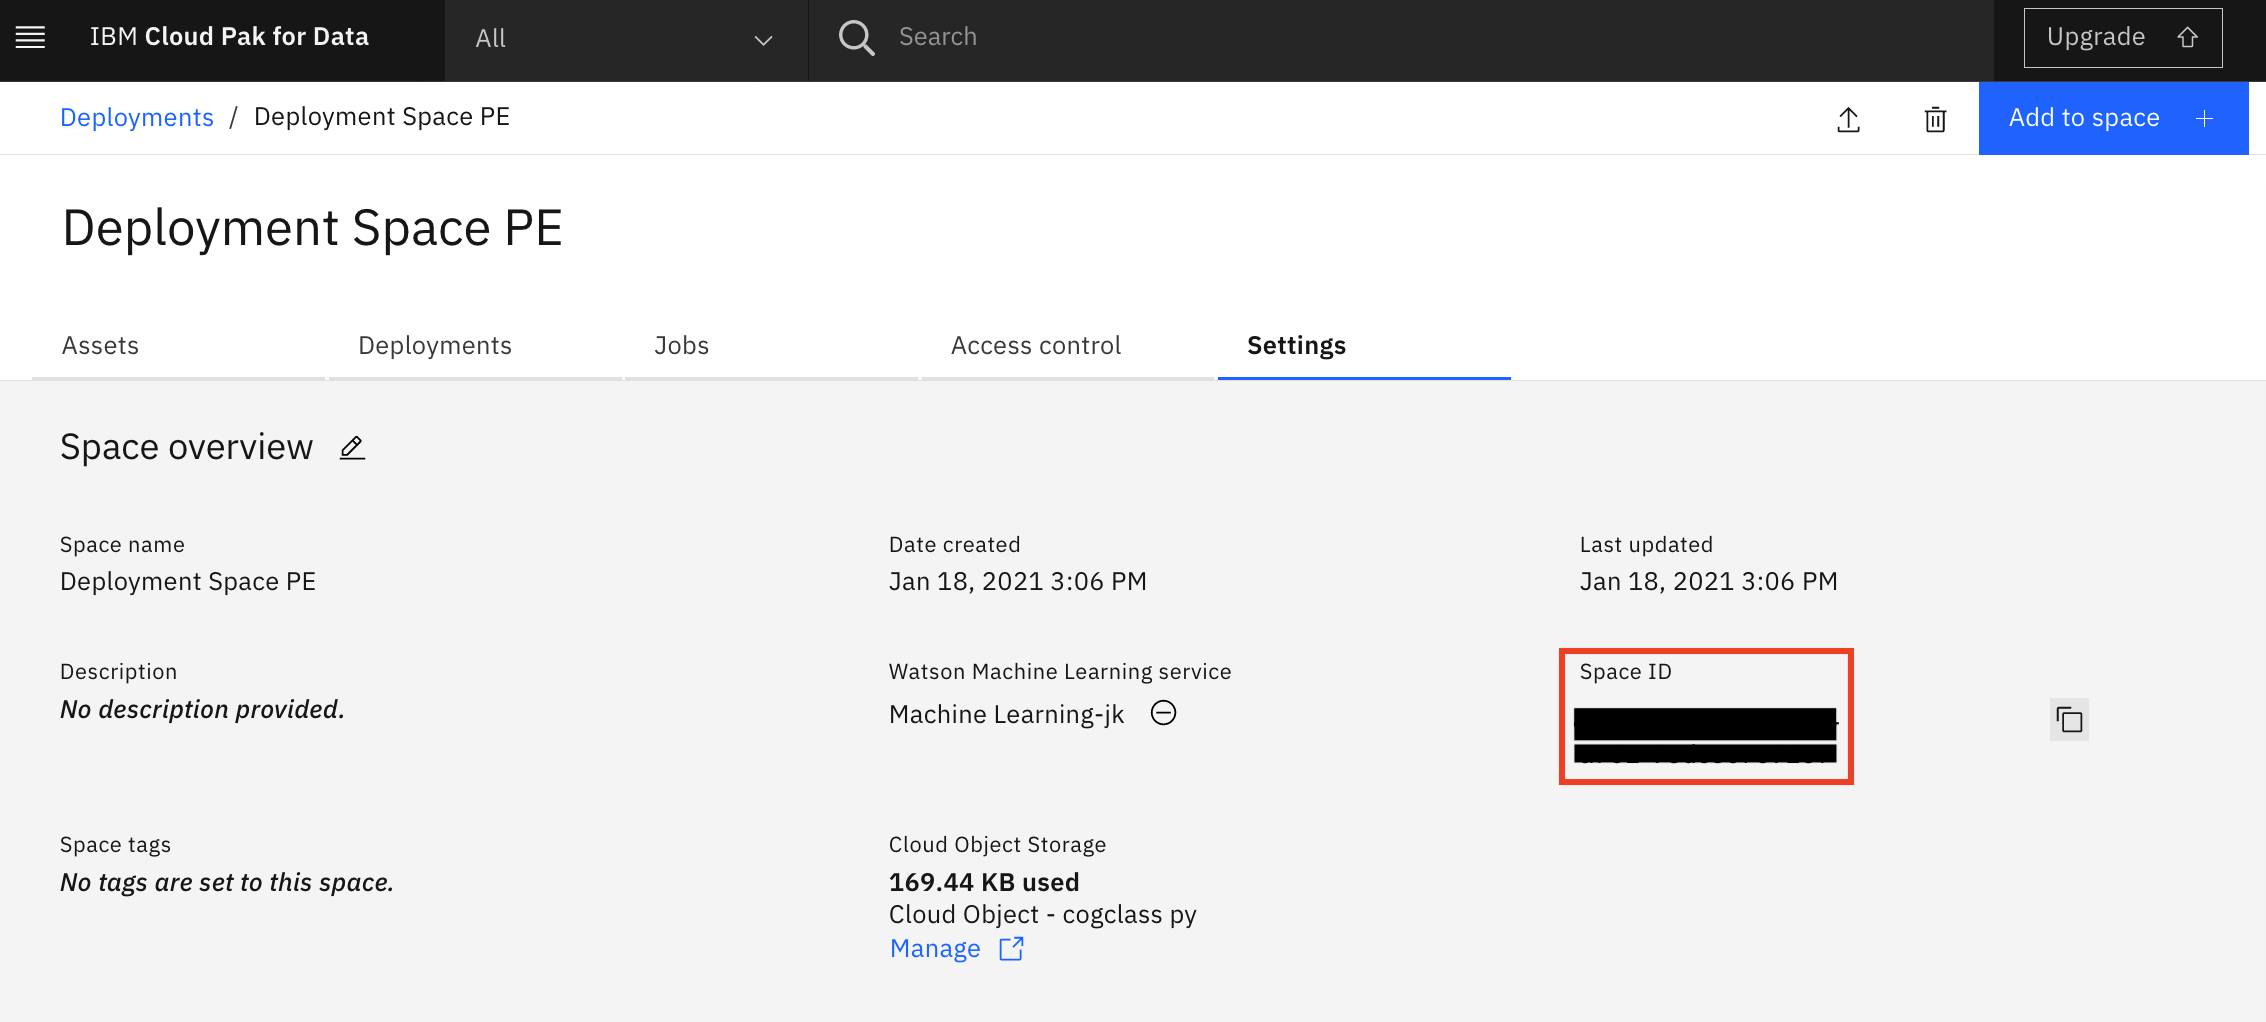 IBM Cloud Pak for Data
All
Search
Upgrade
Deployments / Deployment Space PE
Add to space
Deployment Space PE
Assets
Deployments
Jobs
Access control
Settings
Space overview
Space name
Deployment Space PE
Date created
Jan 18, 2021 3:06 PM
Last updated
Jan 18, 2021 3:06 PM
Description
No description provided.
Watson Machine Learning service
Machine Learning-jk
Space ID
Space tags
No tags are set to this space.
Cloud Object Storage
169.44 KB used
Cloud Object - cogclass py
Manage